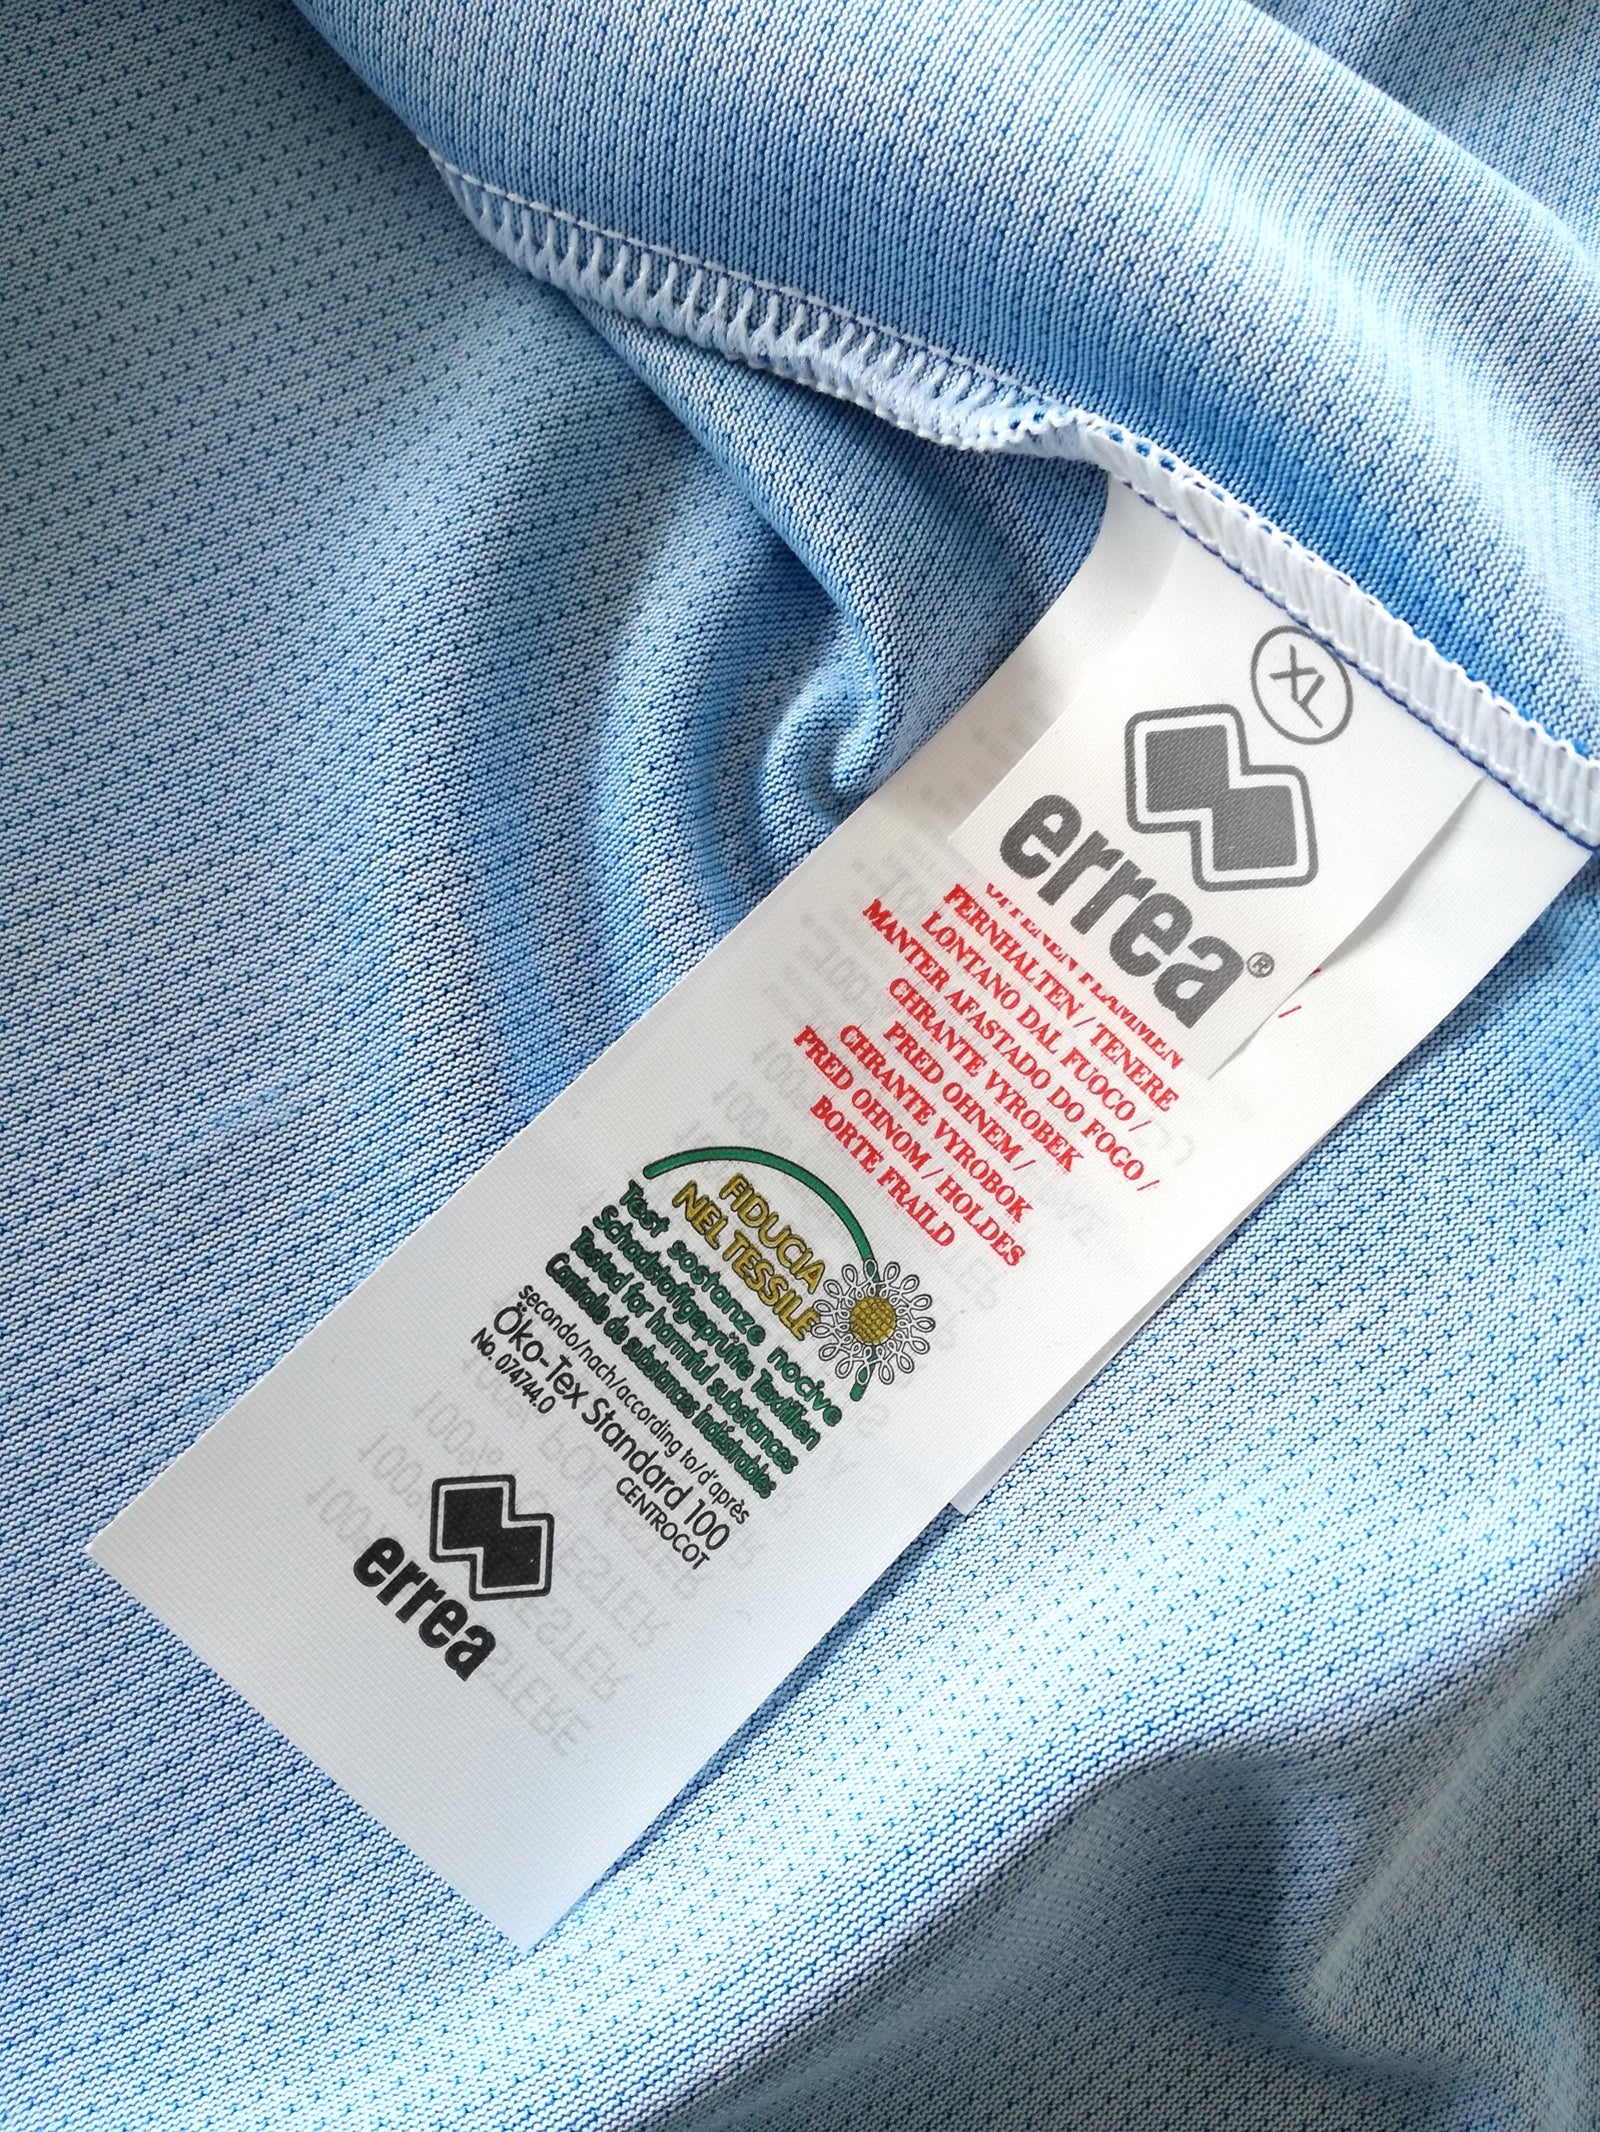 XL
errea®
FERNHALTEN / TENERE
LONTANO DAL FUOCO /
MANTER AFASTADO DO FOGO /
CHRANTE VYROBEK
PRED OHNEM /
CHRANTE VYROBOK
PRED OHNOM / HOLDES
BORTE FRAILD
FIDUCIA
NEL TESSILE
Test sostanze nocive
Schadstoffgeprüfte Textilien
Tested for harmful substances
Contrôle de substances indésirables
secondo/nach/according to/d'après
Öko-Tex Standard 100
No. 074744.0 CENTROCOT
errea